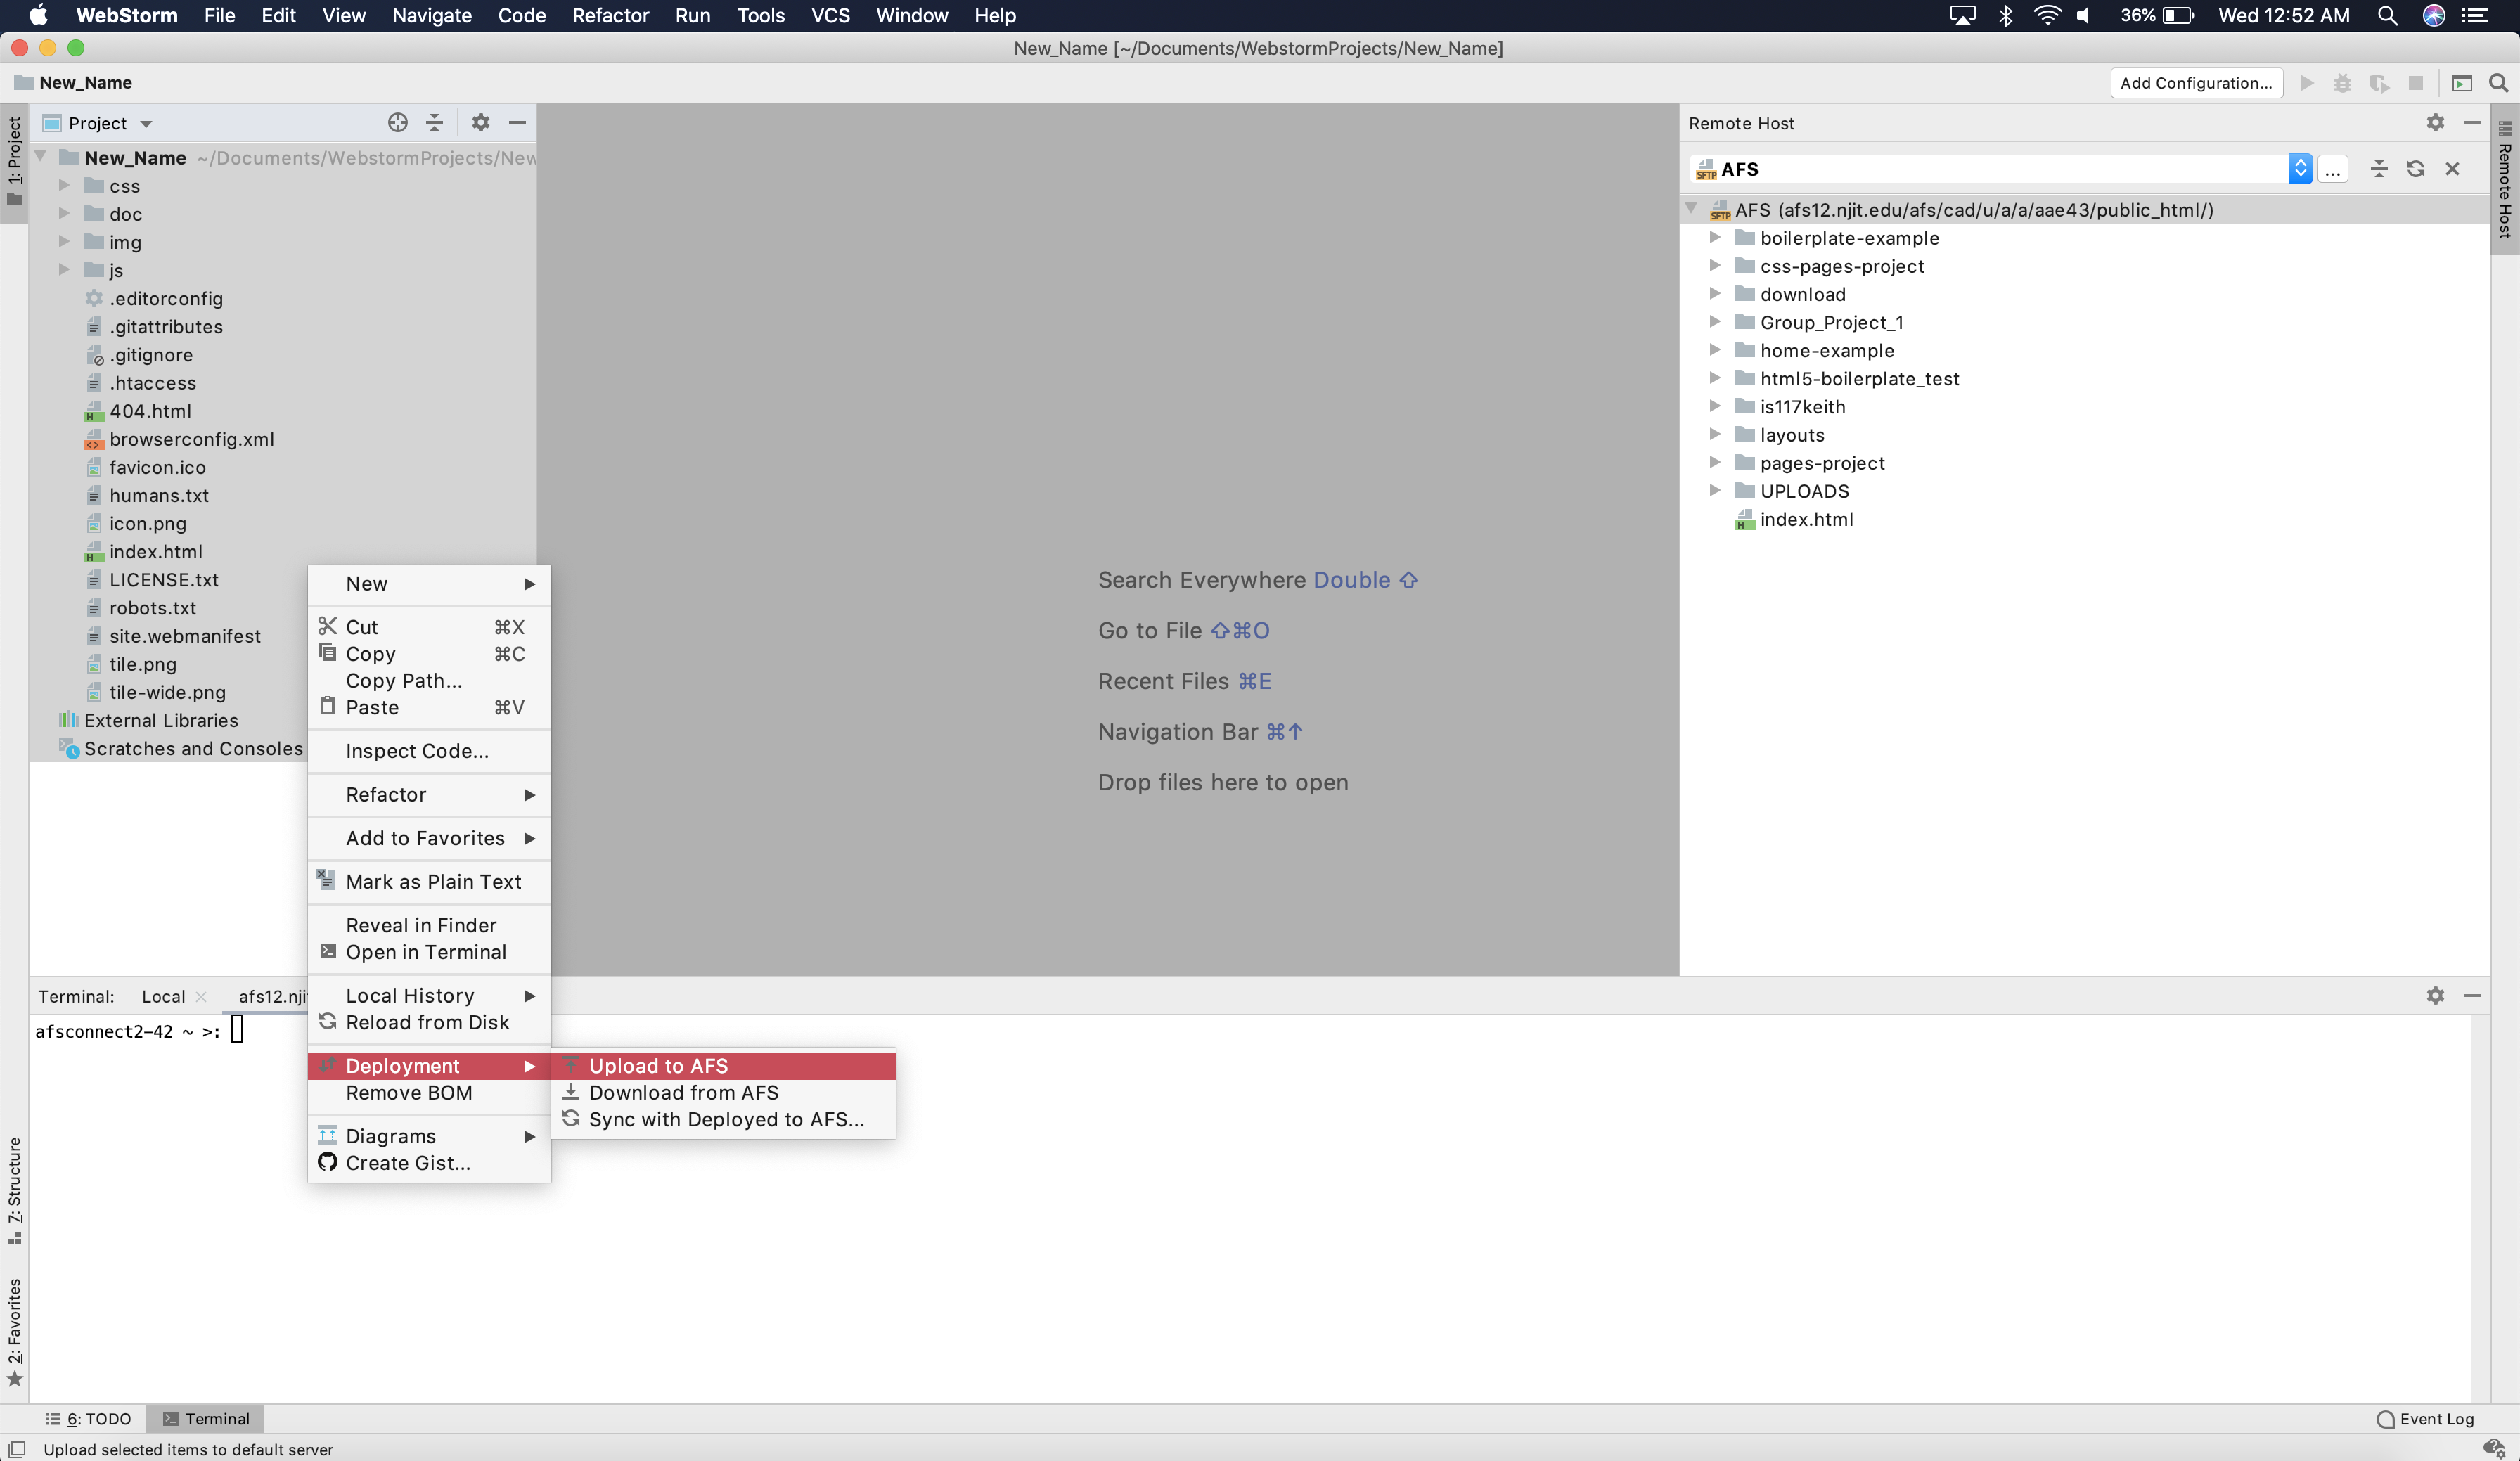 WebStorm File Edit View Navigate Code Refactor Run Tools VCS Window Help 36% Wed 12:52 AM
New_Name [~/Documents/WebstormProjects/New_Name]
New_Name
Add Configuration...
1: Project
Project
New_Name ~/Documents/WebstormProjects/New
css
doc
img
js
.editorconfig
.gitattributes
.gitignore
.htaccess
404.html
browserconfig.xml
favicon.ico
humans.txt
icon.png
index.html
LICENSE.txt
robots.txt
site.webmanifest
tile.png
tile-wide.png
External Libraries
Scratches and Consoles
New
Cut ⌘X
Copy ⌘C
Copy Path...
Paste ⌘V
Inspect Code...
Refactor
Add to Favorites
Mark as Plain Text
Reveal in Finder
Open in Terminal
Local History
Reload from Disk
Deployment
Remove BOM
Diagrams
Create Gist...
Upload to AFS
Download from AFS
Sync with Deployed to AFS...
Search Everywhere Double ⇧
Go to File ⇧⌘O
Recent Files ⌘E
Navigation Bar ⌘↑
Drop files here to open
Remote Host
SFTP AFS
...
SFTP AFS (afs12.njit.edu/afs/cad/u/a/a/aae43/public_html/)
boilerplate-example
css-pages-project
download
Group_Project_1
home-example
html5-boilerplate_test
is117keith
layouts
pages-project
UPLOADS
index.html
Remote Host
Terminal: Local afs12.nji
afsconnect2-42 ~ >:
7: Structure
2: Favorites
6: TODO
Terminal
Event Log
Upload selected items to default server